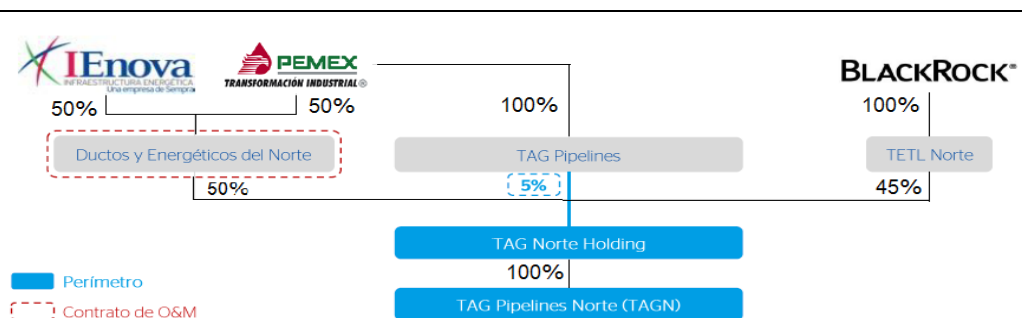 IEnova
INFRAESTRUCTURA ENERGÉTICA
Una empresa de Sempra
PEMEX
TRANSFORMACIÓN INDUSTRIAL®
BLACKROCK®
50%
50%
100%
100%
Ductos y Energéticos del Norte
TAG Pipelines
TETL Norte
50%
5%
45%
TAG Norte Holding
100%
Perímetro
TAG Pipelines Norte (TAGN)
Contrato de O&M